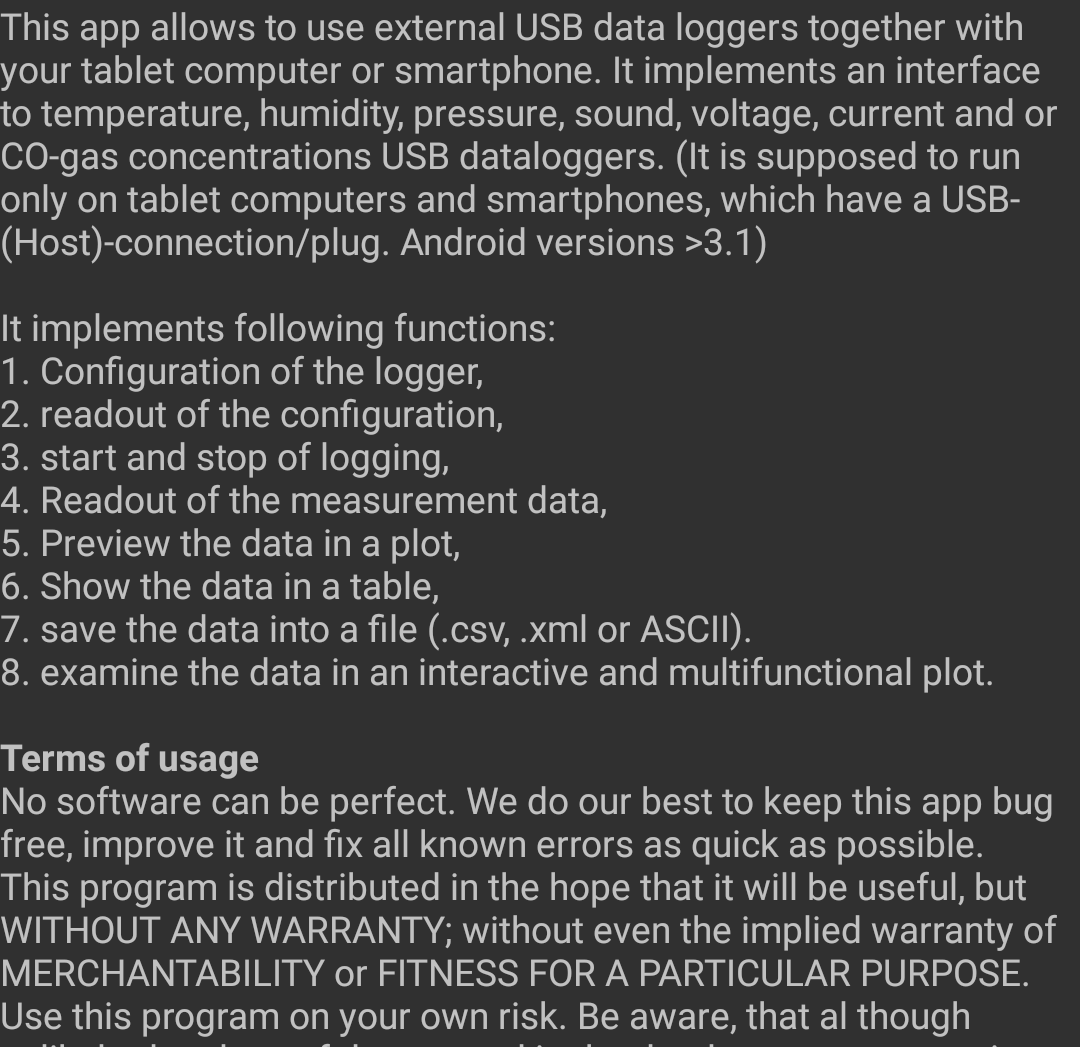 This app allows to use external USB data loggers together with
your tablet computer or smartphone. It implements an interface
to temperature, humidity, pressure, sound, voltage, current and or
CO-gas concentrations USB dataloggers. (It is supposed to run
only on tablet computers and smartphones, which have a USB-
(Host)-connection/plug. Android versions >3.1)

It implements following functions:
1. Configuration of the logger,
2. readout of the configuration,
3. start and stop of logging,
4. Readout of the measurement data,
5. Preview the data in a plot,
6. Show the data in a table,
7. save the data into a file (.csv, .xml or ASCII).
8. examine the data in an interactive and multifunctional plot.

Terms of usage
No software can be perfect. We do our best to keep this app bug
free, improve it and fix all known errors as quick as possible.
This program is distributed in the hope that it will be useful, but
WITHOUT ANY WARRANTY; without even the implied warranty of
MERCHANTABILITY or FITNESS FOR A PARTICULAR PURPOSE.
Use this program on your own risk. Be aware, that al though